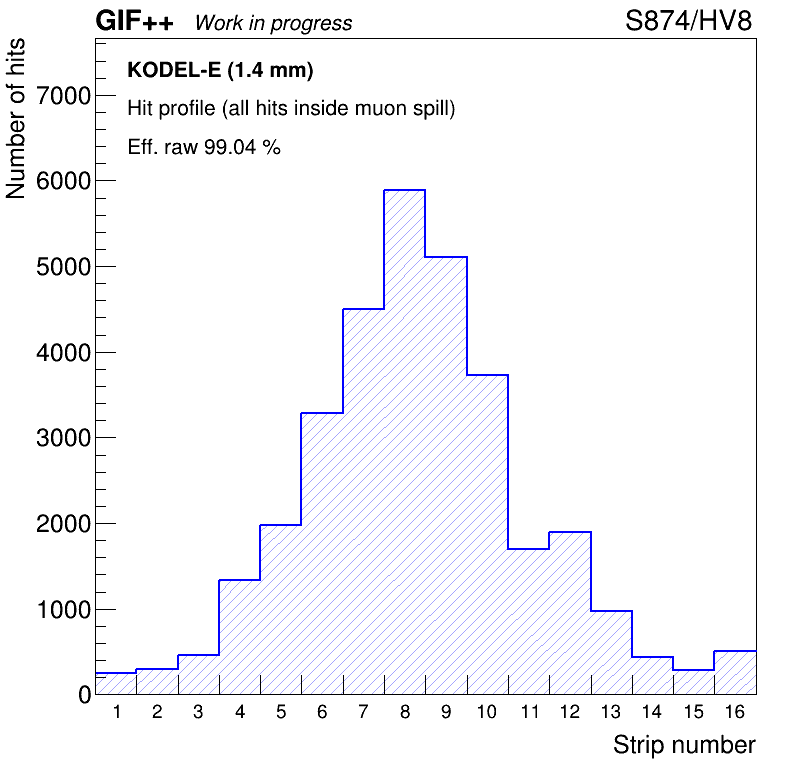 GIF++ Work in progress S874/HV8
Number of hits
KODEL-E (1.4 mm)
Hit profile (all hits inside muon spill)
Eff. raw 99.04 %
7000
6000
5000
4000
3000
2000
1000
0
1 2 3 4 5 6 7 8 9 10 11 12 13 14 15 16
Strip number